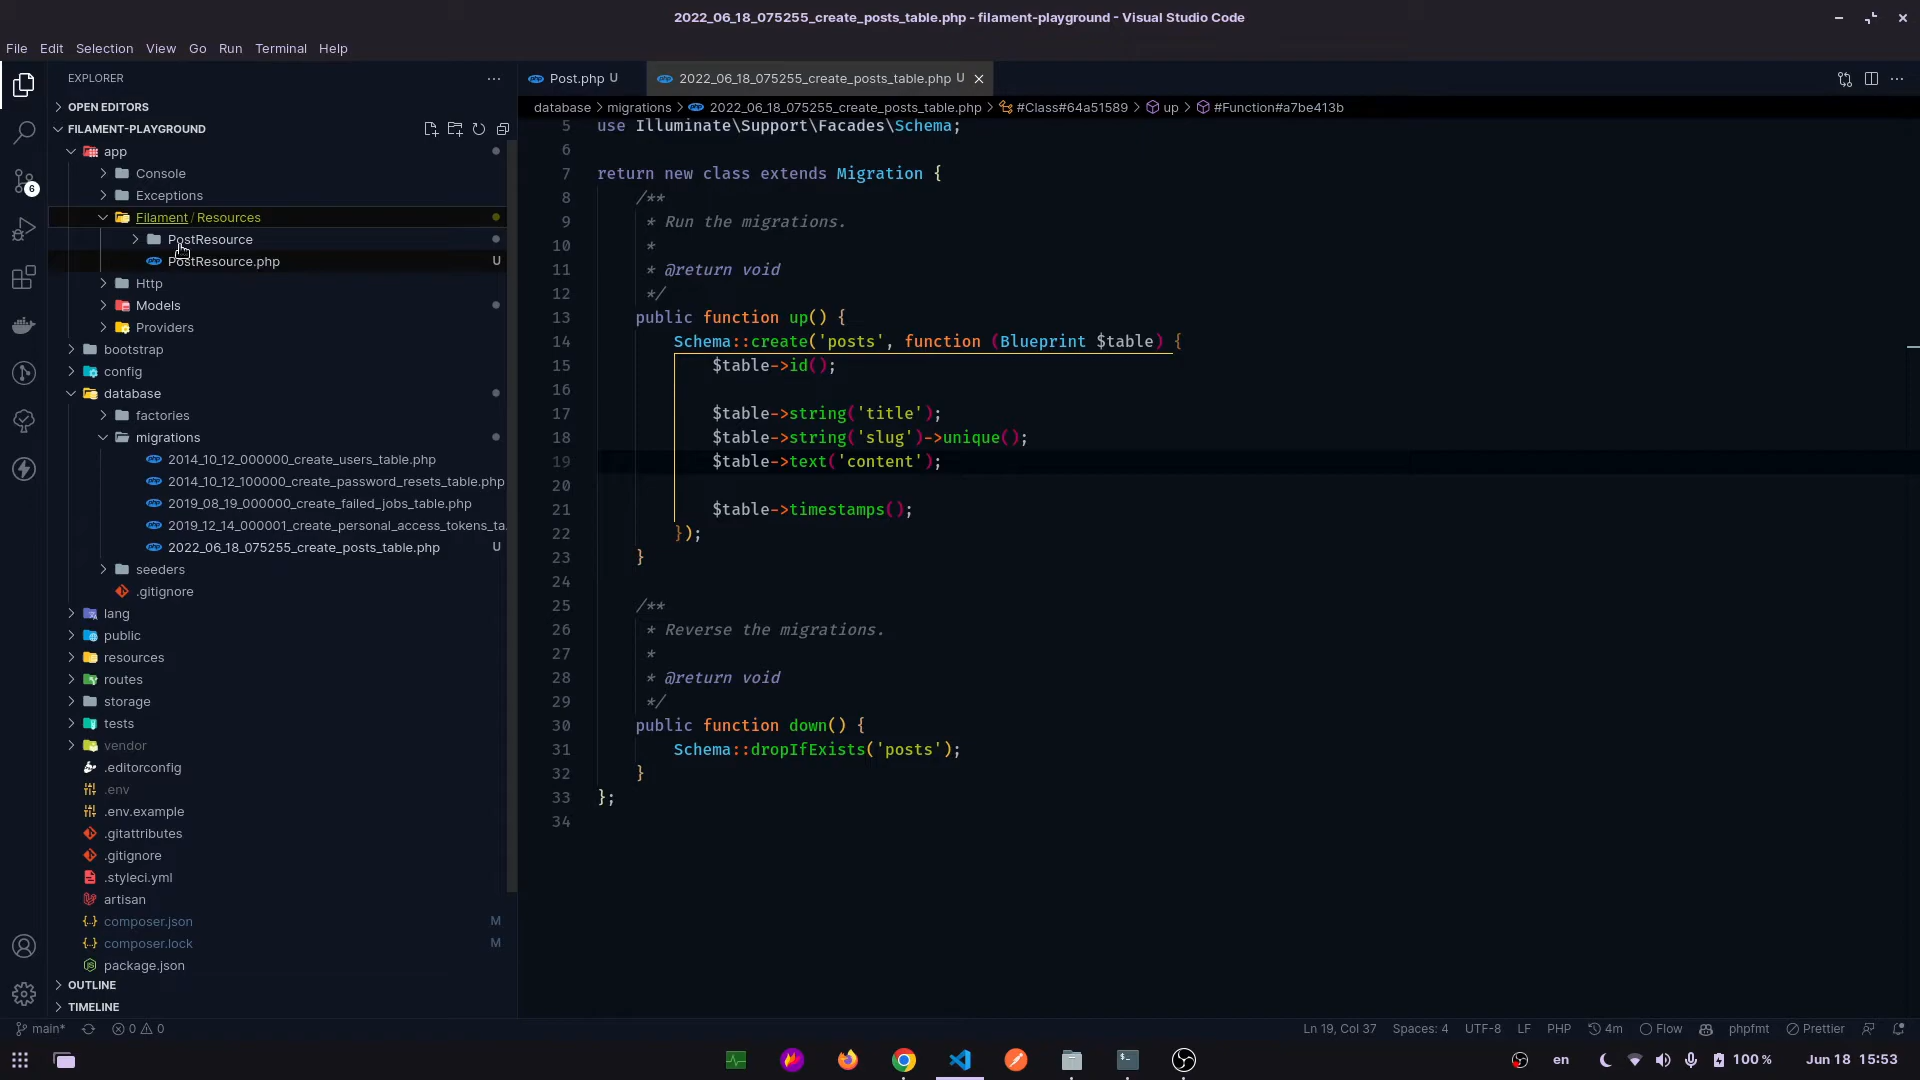 2022_06_18_075255_create_posts_table.php - filament-playground - Visual Studio Code
File Edit Selection View Go Run Terminal Help
EXPLORER
OPEN EDITORS
FILAMENT-PLAYGROUND
app
Console
Exceptions
Filament / Resources
PostResource
PostResource.php U
Http
Models
Providers
bootstrap
config
database
factories
migrations
2014_10_12_000000_create_users_table.php
2014_10_12_100000_create_password_resets_table.php
2019_08_19_000000_create_failed_jobs_table.php
2019_12_14_000001_create_personal_access_tokens_ta...
2022_06_18_075255_create_posts_table.php U
seeders
.gitignore
lang
public
resources
routes
storage
tests
vendor
.editorconfig
.env
.env.example
.gitattributes
.gitignore
.styleci.yml
artisan
composer.json M
composer.lock M
package.json
OUTLINE
TIMELINE
6
Post.php U
2022_06_18_075255_create_posts_table.php U
database > migrations > 2022_06_18_075255_create_posts_table.php > #Class#64a51589 > up > #Function#a7be413b
5 use Illuminate\Support\Facades\Schema;
6
7 return new class extends Migration {
8 /**
9 * Run the migrations.
10 *
11 * @return void
12 */
13 public function up() {
14 Schema::create('posts', function (Blueprint $table) {
15 $table->id();
16
17 $table->string('title');
18 $table->string('slug')->unique();
19 $table->text('content');
20
21 $table->timestamps();
22 });
23 }
24
25 /**
26 * Reverse the migrations.
27 *
28 * @return void
29 */
30 public function down() {
31 Schema::dropIfExists('posts');
32 }
33 };
34
main* 0 0
Ln 19, Col 37 Spaces: 4 UTF-8 LF PHP 4m Flow phpfmt Prettier
en 100 % Jun 18 15:53